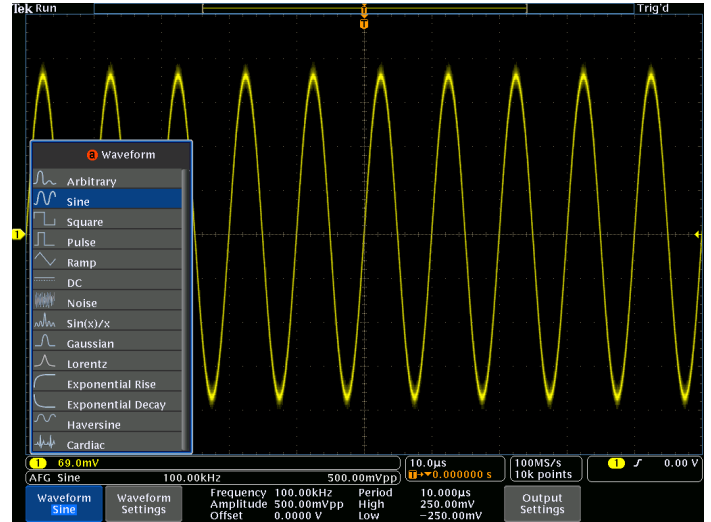 Tek Run Trig'd
T
T
1
B Waveform
Arbitrary
Sine
Square
Pulse
Ramp
DC
Noise
Sin(x)/x
Gaussian
Lorentz
Exponential Rise
Exponential Decay
Haversine
Cardiac
1 69.0mV
AFG Sine 100.00kHz 500.00mVpp
10.0µs
T→▼0.000000 s
100MS/s
10k points
1 ʃ 0.00 V
Waveform
Sine
Waveform
Settings
Frequency 100.00kHz Period 10.000µs
Amplitude 500.00mVpp High 250.00mV
Offset 0.0000 V Low −250.00mV
Output
Settings